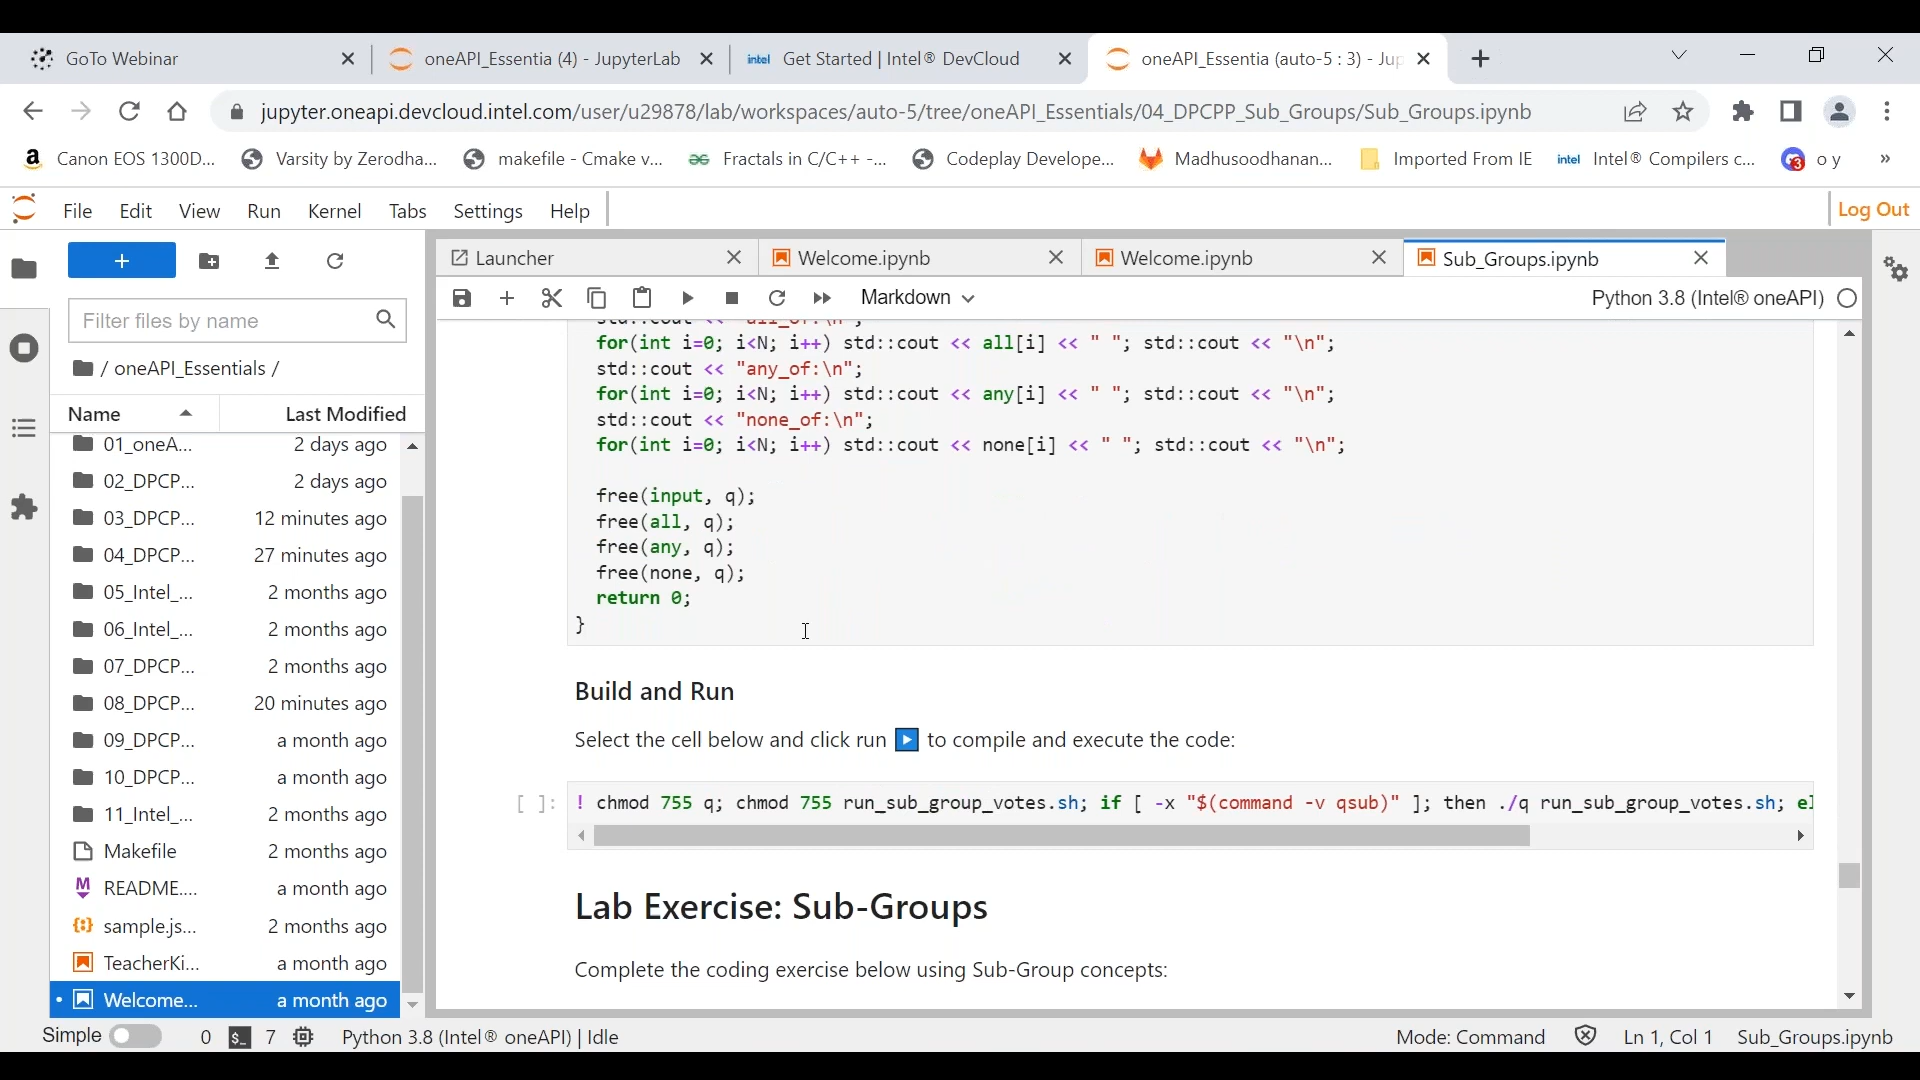 GoTo Webinar
oneAPI_Essentia (4) - JupyterLab
intel Get Started | Intel® DevCloud
oneAPI_Essentia (auto-5 : 3) - Jup
jupyter.oneapi.devcloud.intel.com/user/u29878/lab/workspaces/auto-5/tree/oneAPI_Essentials/04_DPCPP_Sub_Groups/Sub_Groups.ipynb
Canon EOS 1300D... Varsity by Zerodha... makefile - Cmake v... Fractals in C/C++ -... Codeplay Develope... Madhusoodhanan... Imported From IE intel Intel® Compilers c... 3 o y »
File Edit View Run Kernel Tabs Settings Help
Log Out
Launcher Welcome.ipynb Welcome.ipynb Sub_Groups.ipynb
Markdown
Python 3.8 (Intel® oneAPI)
Filter files by name
/ oneAPI_Essentials /
Name Last Modified
01_oneA... 2 days ago
02_DPCP... 2 days ago
03_DPCP... 12 minutes ago
04_DPCP... 27 minutes ago
05_Intel_... 2 months ago
06_Intel_... 2 months ago
07_DPCP... 2 months ago
08_DPCP... 20 minutes ago
09_DPCP... a month ago
10_DPCP... a month ago
11_Intel_... 2 months ago
Makefile 2 months ago
README.... a month ago
sample.js... 2 months ago
TeacherKi... a month ago
Welcome... a month ago
std::cout << "all_of:\n";
for(int i=0; i<N; i++) std::cout << all[i] << " "; std::cout << "\n";
std::cout << "any_of:\n";
for(int i=0; i<N; i++) std::cout << any[i] << " "; std::cout << "\n";
std::cout << "none_of:\n";
for(int i=0; i<N; i++) std::cout << none[i] << " "; std::cout << "\n";
free(input, q);
free(all, q);
free(any, q);
free(none, q);
return 0;
}
Build and Run
Select the cell below and click run ▶ to compile and execute the code:
[ ]: ! chmod 755 q; chmod 755 run_sub_group_votes.sh; if [ -x "$(command -v qsub)" ]; then ./q run_sub_group_votes.sh; el
Lab Exercise: Sub-Groups
Complete the coding exercise below using Sub-Group concepts:
Simple 0 $_ 7 Python 3.8 (Intel® oneAPI) | Idle
Mode: Command Ln 1, Col 1 Sub_Groups.ipynb